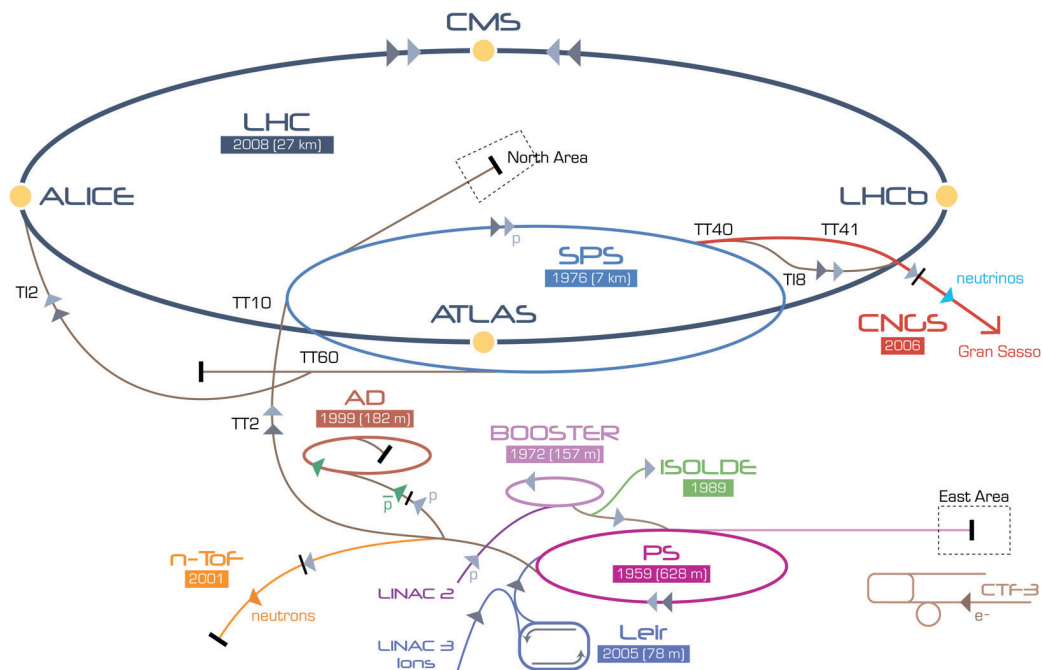 CMS
LHC
2008 (27 km)
North Area
ALICE
LHCb
TT40
TT41
p
SPS
1976 (7 km)
TI8
neutrinos
TI2
TT10
ATLAS
CNGS
2006
Gran Sasso
TT60
AD
1999 (182 m)
TT2
BOOSTER
1972 (157 m)
ISOLDE
1989
p̅
p
East Area
n-ToF
2001
PS
1959 (628 m)
p
LINAC 2
CTF-3
e⁻
neutrons
LINAC 3
Ions
Leir
2005 (78 m)